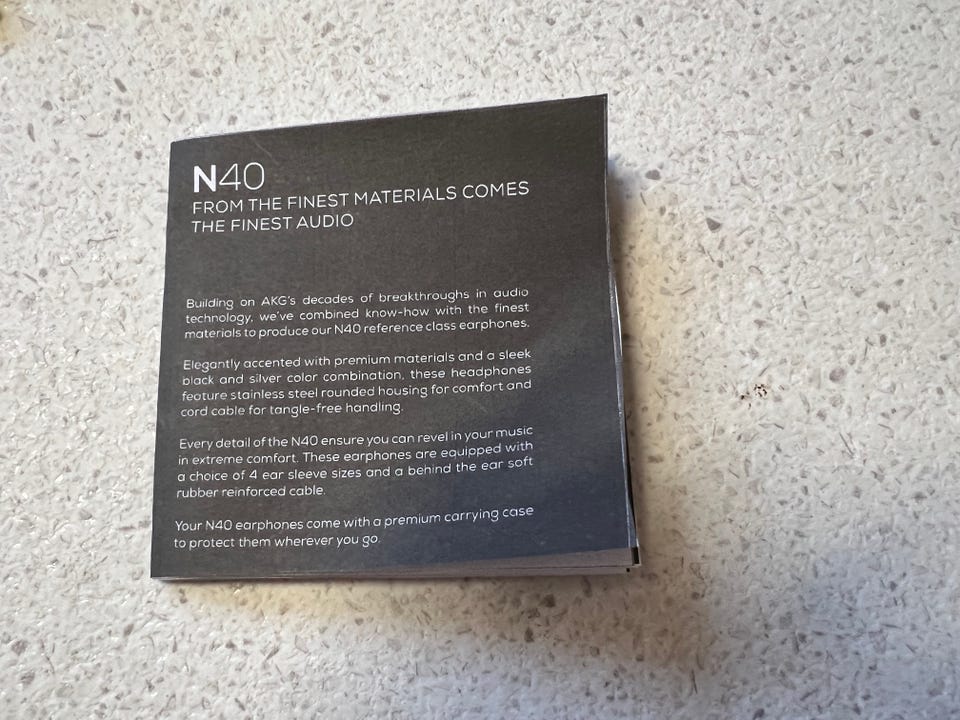 N40
FROM THE FINEST MATERIALS COMES
THE FINEST AUDIO
Building on AKG's decades of breakthroughs in audio
technology, we've combined know-how with the finest
materials to produce our N40 reference class earphones.
Elegantly accented with premium materials and a sleek
black and silver color combination, these headphones
feature stainless steel rounded housing for comfort and
cord cable for tangle-free handling.
Every detail of the N40 ensure you can revel in your music
in extreme comfort. These earphones are equipped with
a choice of 4 ear sleeve sizes and a behind the ear soft
rubber reinforced cable.
Your N40 earphones come with a premium carrying case
to protect them wherever you go.